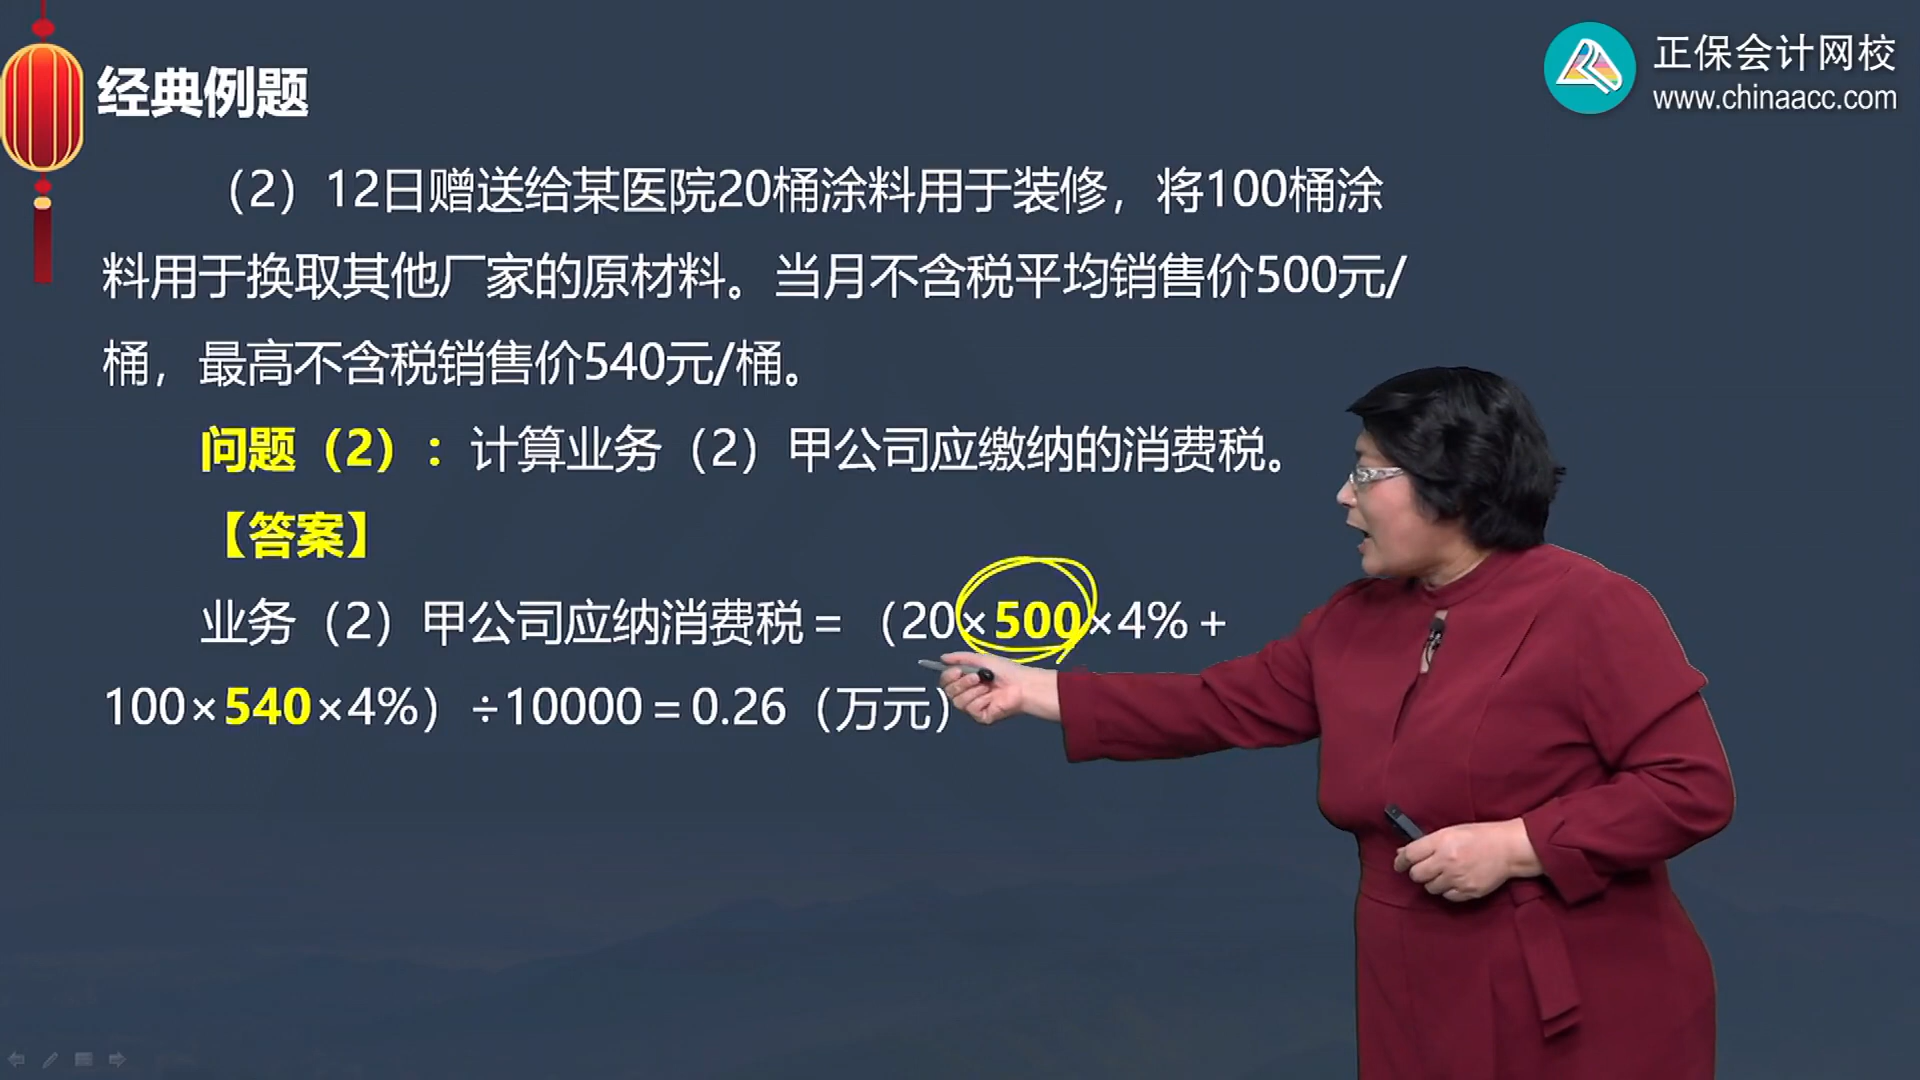 经典例题
正保会计网校
www.chinaacc.com
（2）12日赠送给某医院20桶涂料用于装修，将100桶涂
料用于换取其他厂家的原材料。当月不含税平均销售价500元/
桶，最高不含税销售价540元/桶。
问题（2）：计算业务（2）甲公司应缴纳的消费税。
【答案】
业务（2）甲公司应纳消费税＝（20×500×4%＋
100×540×4%）÷10000＝0.26（万元）